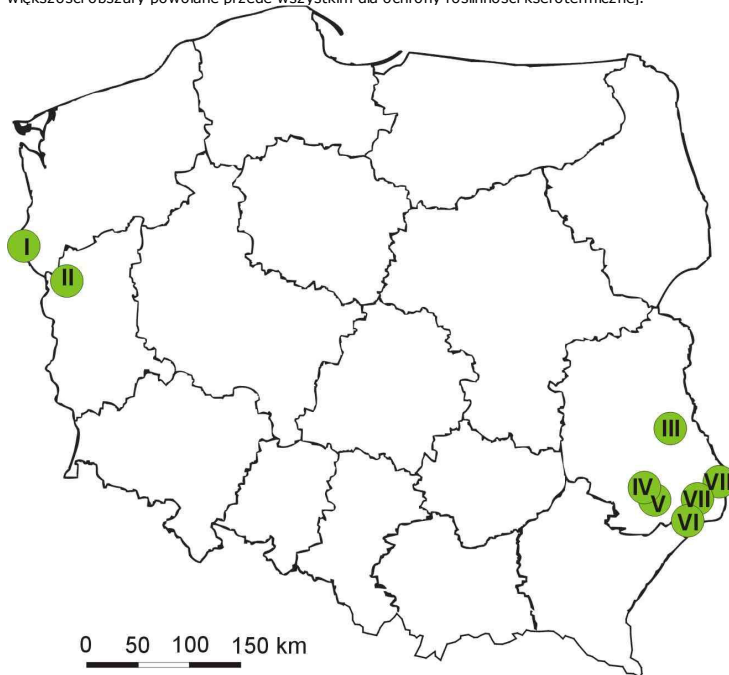 większości obszary powołane przede wszystkim dla ochrony roślinności kserotermicznej.
I
II
III
IV
V
VIII
VII
VI
0 50 100 150 km